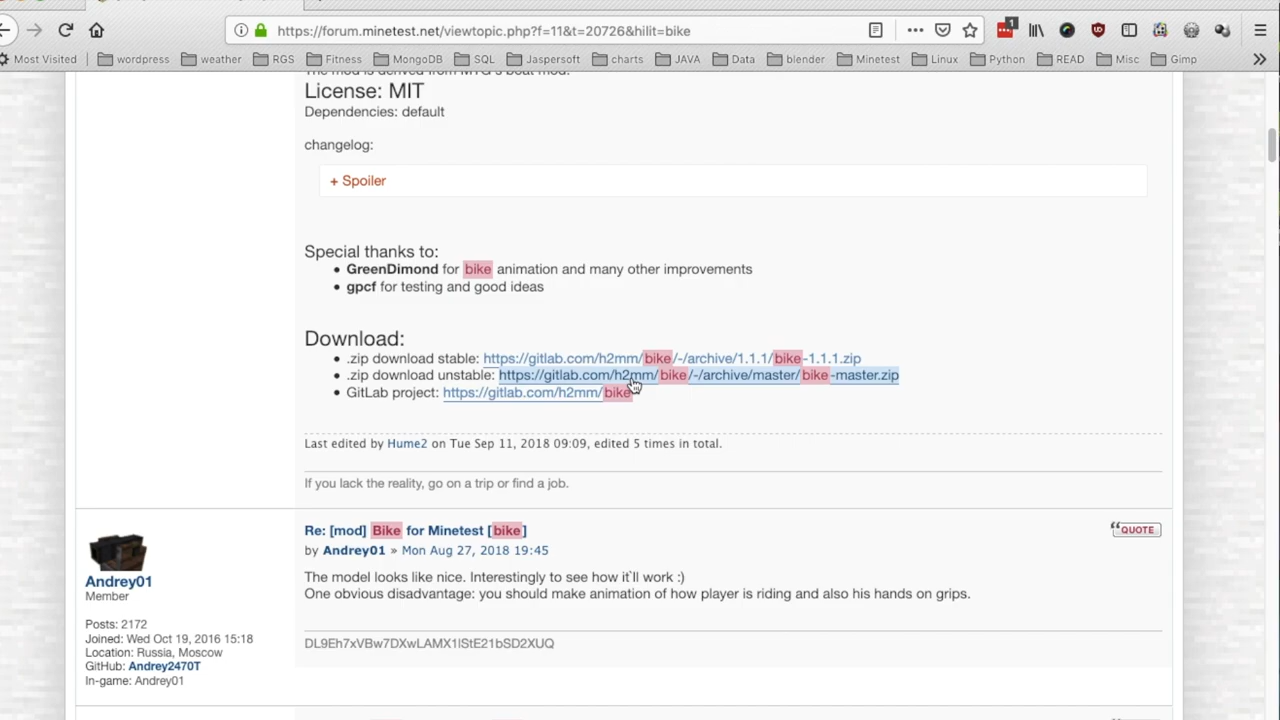 https://forum.minetest.net/viewtopic.php?f=11&t=20726&hilit=bike
1
Most Visited wordpress weather RGS Fitness MongoDB SQL Jaspersoft charts JAVA Data blender Minetest Linux Python READ Misc Gimp
The mod is derived from MTG's boat mod.
License: MIT
Dependencies: default
changelog:
+ Spoiler
Special thanks to:
• GreenDimond for bike animation and many other improvements
• gpcf for testing and good ideas
Download:
• .zip download stable: https://gitlab.com/h2mm/bike/-/archive/1.1.1/bike-1.1.1.zip
• .zip download unstable: https://gitlab.com/h2mm/bike/-/archive/master/bike-master.zip
• GitLab project: https://gitlab.com/h2mm/bike
Last edited by Hume2 on Tue Sep 11, 2018 09:09, edited 5 times in total.
If you lack the reality, go on a trip or find a job.
Re: [mod] Bike for Minetest [bike]
QUOTE
by Andrey01 » Mon Aug 27, 2018 19:45
Andrey01
Member
Posts: 2172
Joined: Wed Oct 19, 2016 15:18
Location: Russia, Moscow
GitHub: Andrey2470T
In-game: Andrey01
The model looks like nice. Interestingly to see how it`ll work :)
One obvious disadvantage: you should make animation of how player is riding and also his hands on grips.
DL9Eh7xVBw7DXwLAMX1lStE21bSD2XUQ